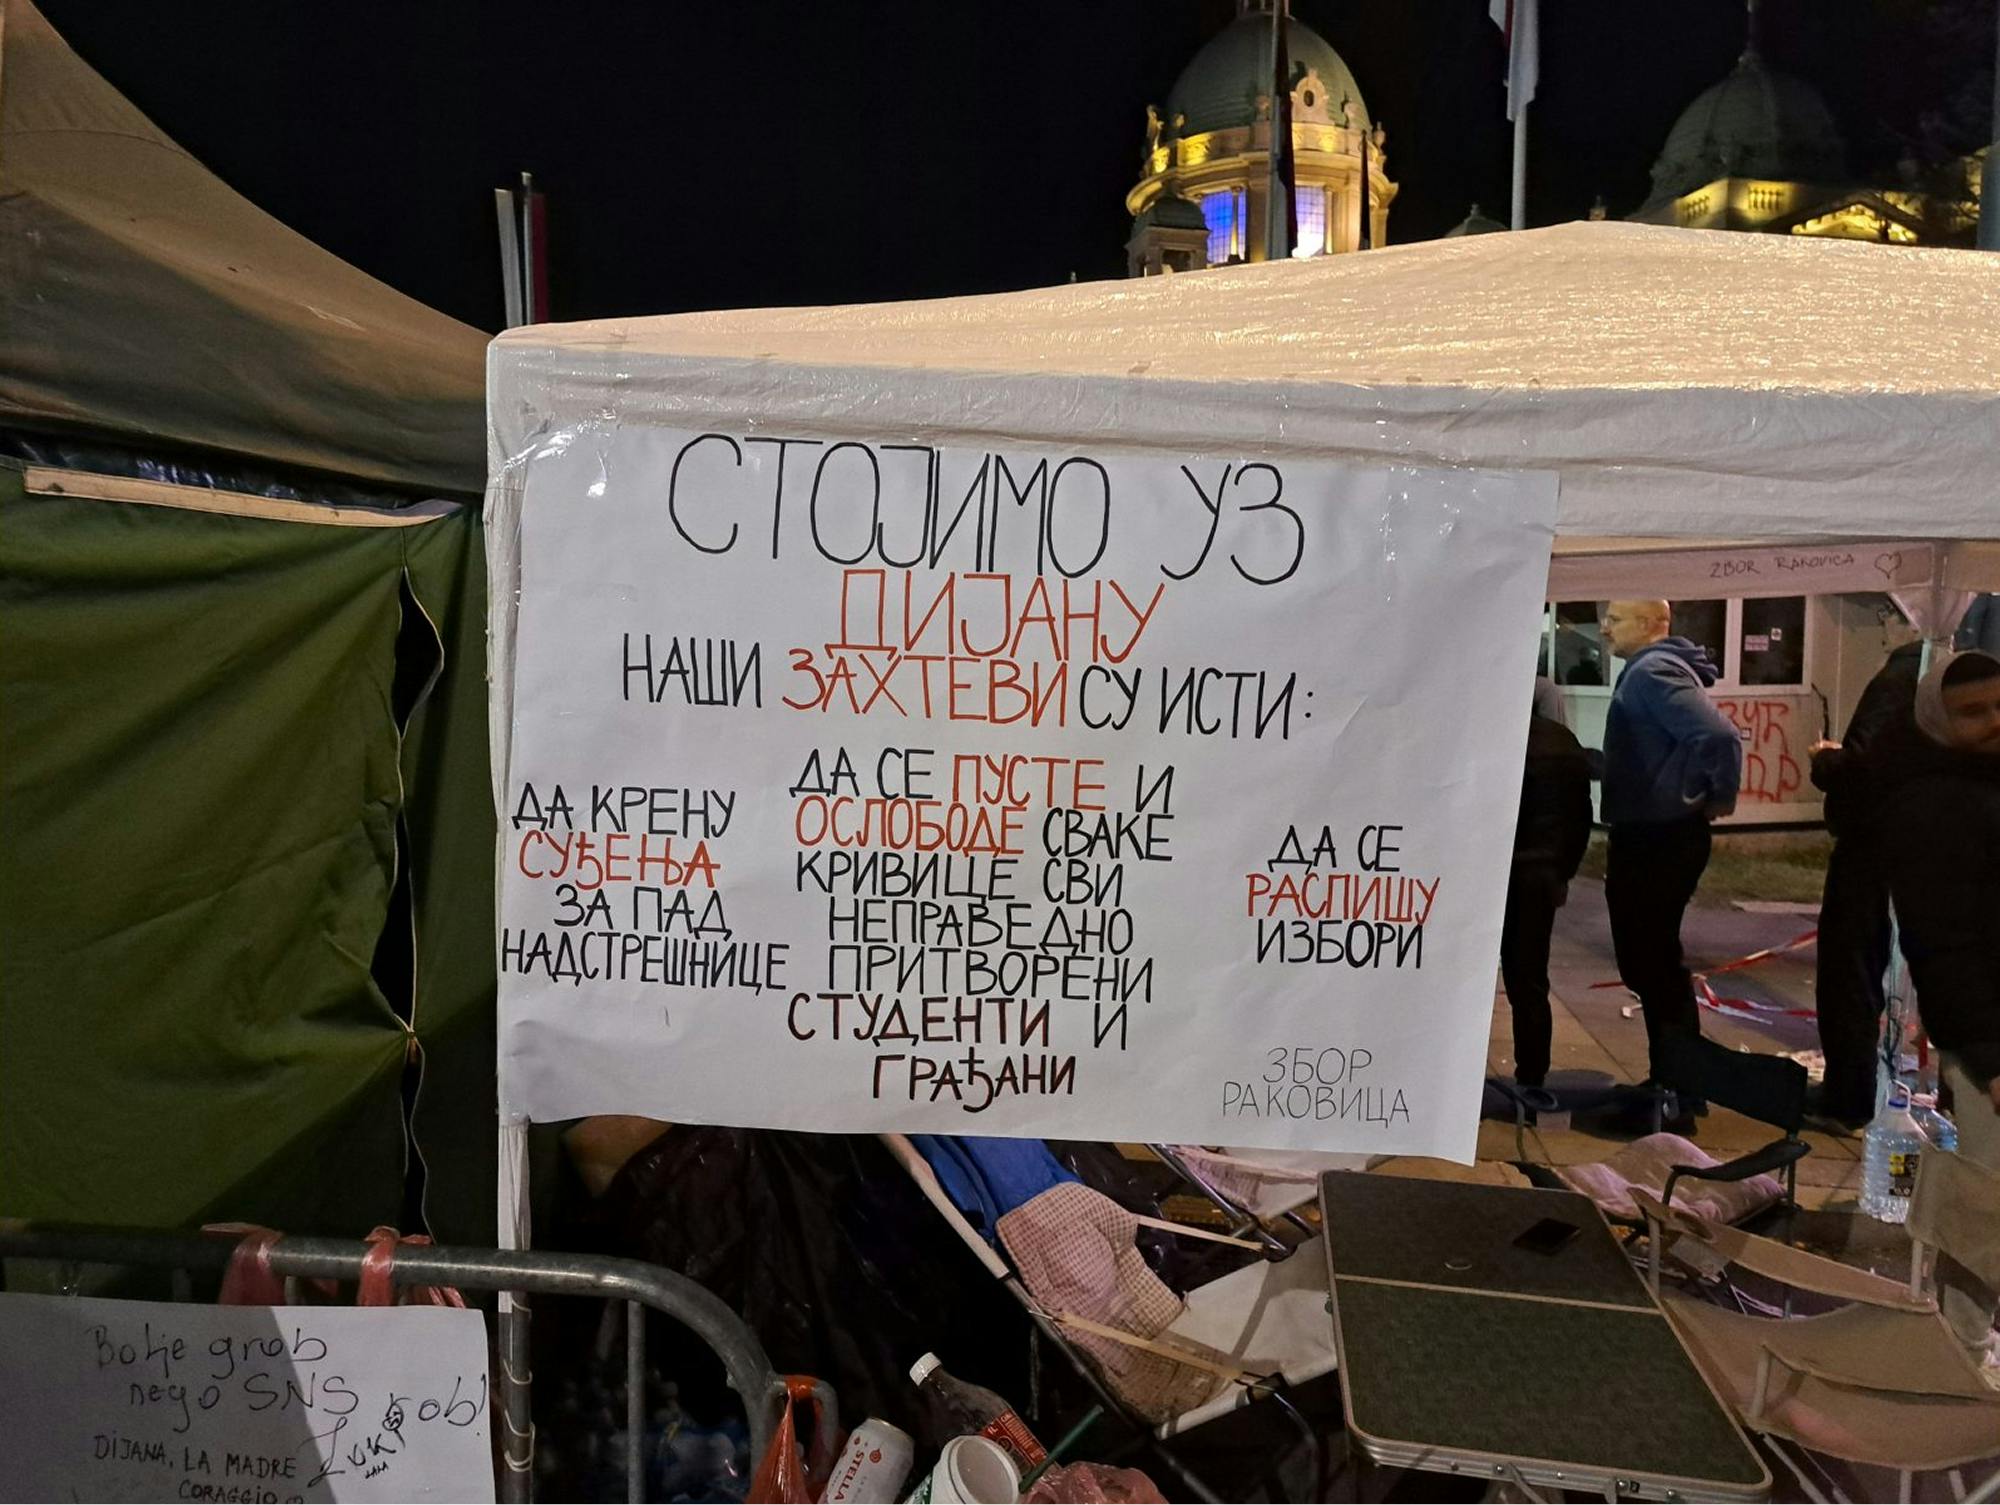 СТОЈИМО УЗ
ДИЈАНУ
НАШИ ЗАХТЕВИ СУ ИСТИ:
ДА КРЕНУ
СУЂЕЊА
ЗА ПАД
НАДСТРЕШНИЦЕ
ДА СЕ ПУСТЕ И
ОСЛОБОДЕ СВАКЕ
КРИВИЦЕ СВИ
НЕПРАВЕДНО
ПРИТВОРЕНИ
СТУДЕНТИ И
ГРАЂАНИ
ДА СЕ
РАСПИШУ
ИЗБОРИ
ЗБОР
РАКОВИЦА
ZBOR RAKOVICA
Bolje grob
nego SNS rob!
DIJANA, LA MADRE
CORAGGIO
STELLA